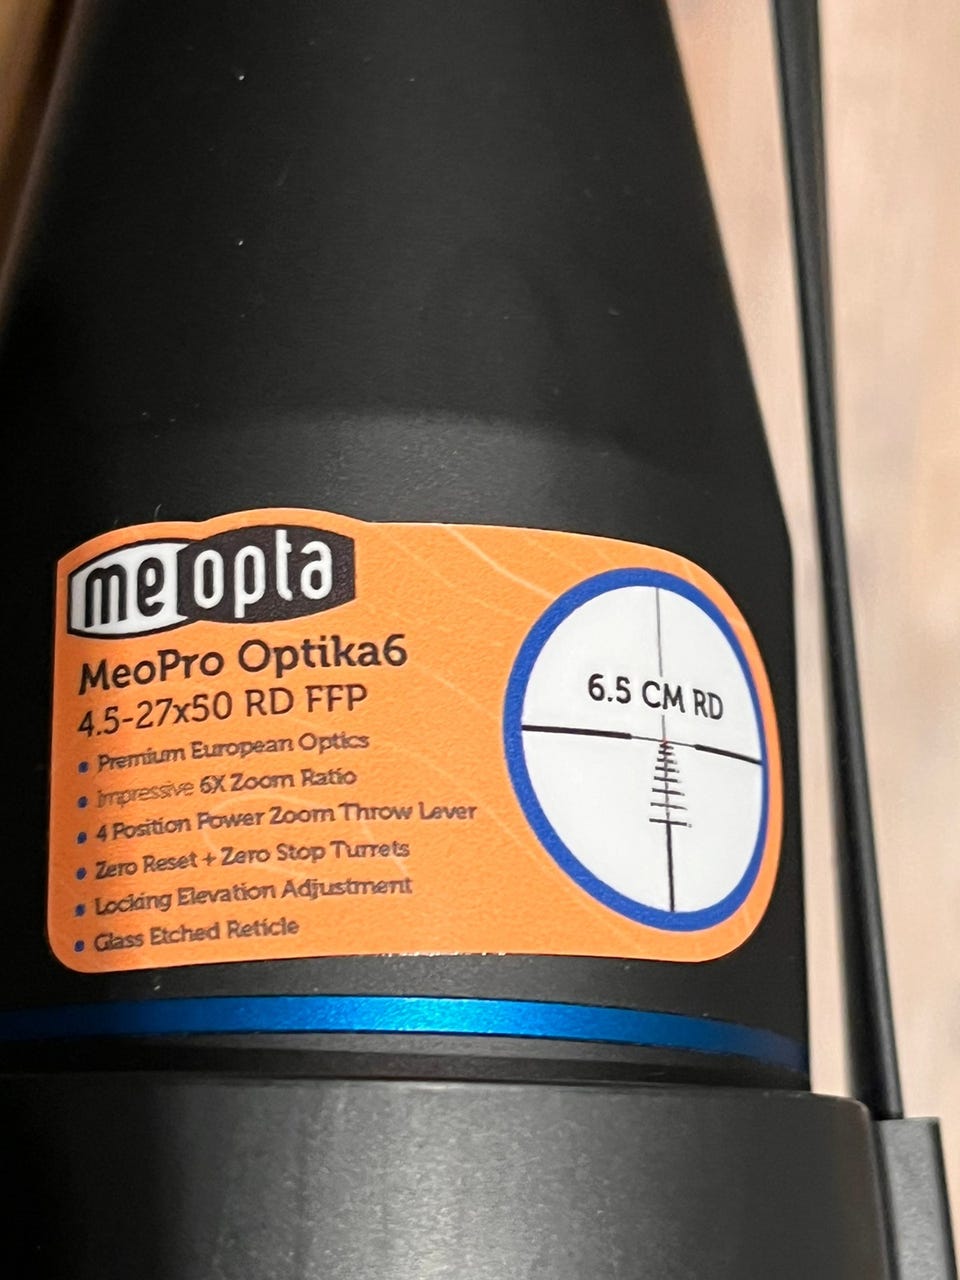 meopta
MeoPro Optika6
4.5-27x50 RD FFP
• Premium European Optics
• Impressive 6X Zoom Ratio
• 4 Position Power Zoom Throw Lever
• Zero Reset + Zero Stop Turrets
• Locking Elevation Adjustment
• Glass Etched Reticle
6.5 CM RD